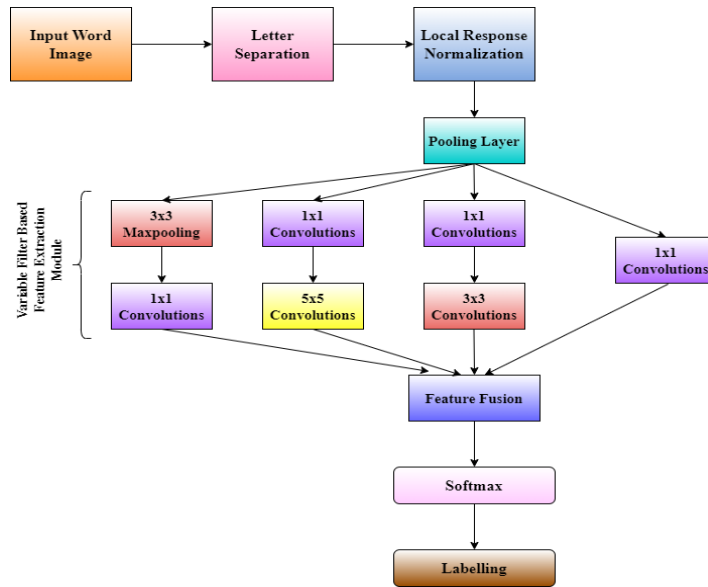 Input Word
Image
Letter
Separation
Local Response
Normalization
Pooling Layer
Variable Filter Based
Feature Extraction
Module
3x3
Maxpooling
1x1
Convolutions
1x1
Convolutions
1x1
Convolutions
1x1
Convolutions
5x5
Convolutions
3x3
Convolutions
Feature Fusion
Softmax
Labelling